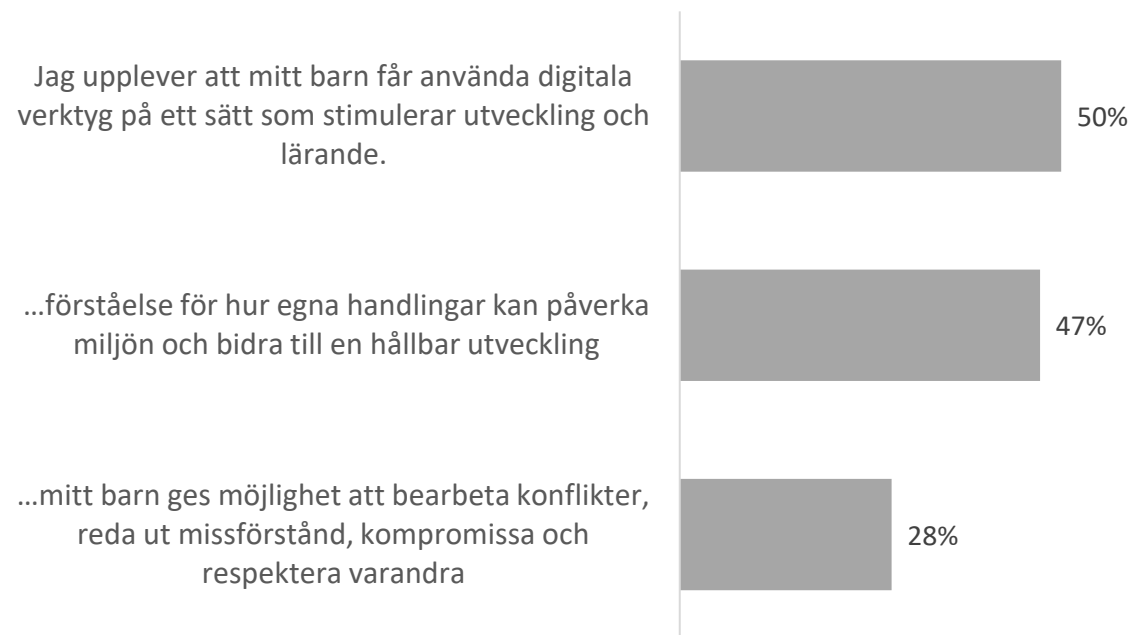 Jag upplever att mitt barn får använda digitala
verktyg på ett sätt som stimulerar utveckling och
lärande.
50%
…förståelse för hur egna handlingar kan påverka
miljön och bidra till en hållbar utveckling
47%
…mitt barn ges möjlighet att bearbeta konflikter,
reda ut missförstånd, kompromissa och
respektera varandra
28%